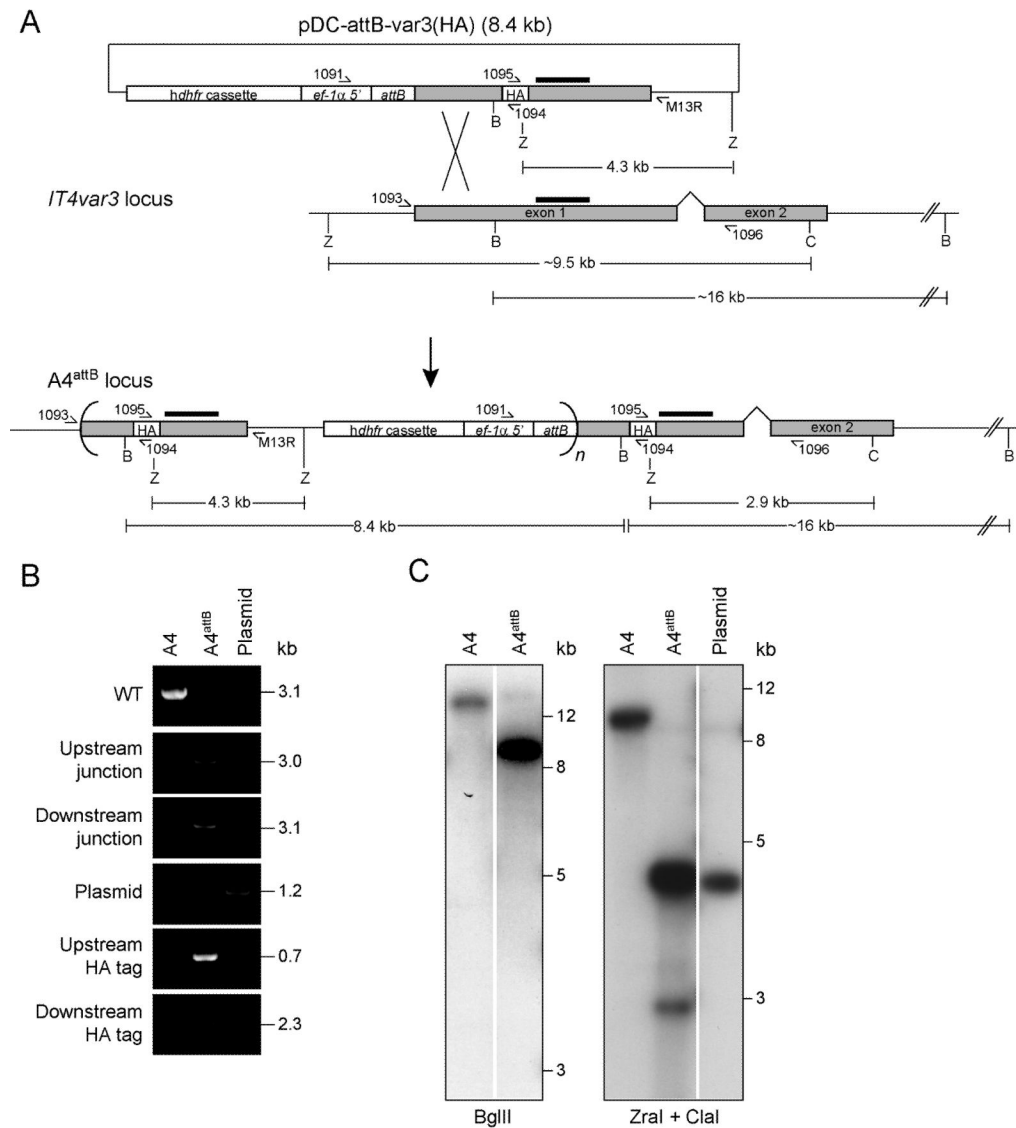 A
pDC-attB-var3(HA) (8.4 kb)
1091
1095
hdhfr cassette
ef-1α 5'
attB
HA
1094
M13R
B
Z
Z
4.3 kb
IT4var3 locus
1093
exon 1
exon 2
1096
Z
B
C
B
~9.5 kb
~16 kb
A4attB locus
1093
1095
1091
1095
HA
hdhfr cassette
ef-1α 5'
attB
HA
exon 2
B
1094
M13R
n
B
1094
1096
C
B
Z
Z
Z
4.3 kb
2.9 kb
8.4 kb
~16 kb
B
A4
A4attB
Plasmid
kb
WT
3.1
Upstream
junction
3.0
Downstream
junction
3.1
Plasmid
1.2
Upstream
HA tag
0.7
Downstream
HA tag
2.3
C
A4
A4attB
kb
12
8
5
3
BglII
A4
A4attB
Plasmid
kb
12
8
5
3
ZraI + ClaI